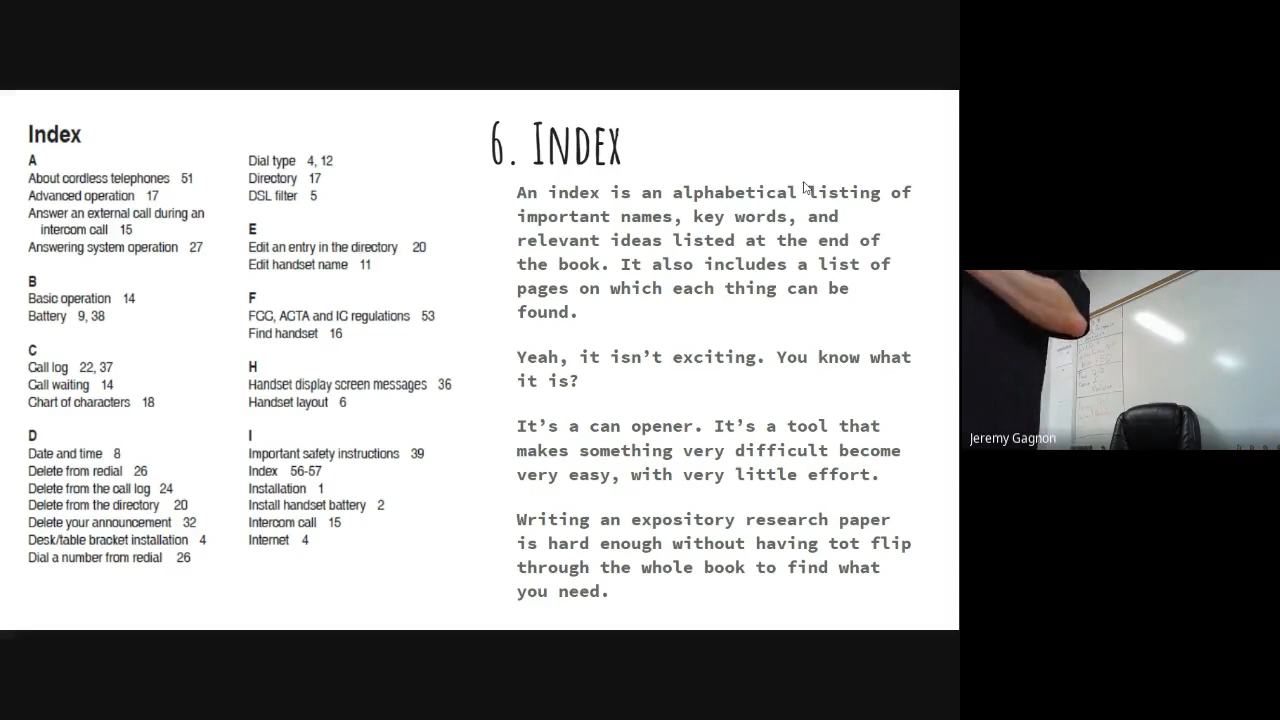 Index
A
About cordless telephones 51
Advanced operation 17
Answer an external call during an
intercom call 15
Answering system operation 27
B
Basic operation 14
Battery 9, 38
C
Call log 22, 37
Call waiting 14
Chart of characters 18
D
Date and time 8
Delete from redial 26
Delete from the call log 24
Delete from the directory 20
Delete your announcement 32
Desk/table bracket installation 4
Dial a number from redial 26
Dial type 4, 12
Directory 17
DSL filter 5
E
Edit an entry in the directory 20
Edit handset name 11
F
FCC, ACTA and IC regulations 53
Find handset 16
H
Handset display screen messages 36
Handset layout 6
I
Important safety instructions 39
Index 56-57
Installation 1
Install handset battery 2
Intercom call 15
Internet 4
6. Index
An index is an alphabetical listing of
important names, key words, and
relevant ideas listed at the end of
the book. It also includes a list of
pages on which each thing can be
found.
Yeah, it isn't exciting. You know what
it is?
It's a can opener. It's a tool that
makes something very difficult become
very easy, with very little effort.
Writing an expository research paper
is hard enough without having tot flip
through the whole book to find what
you need.
Jeremy Gagnon